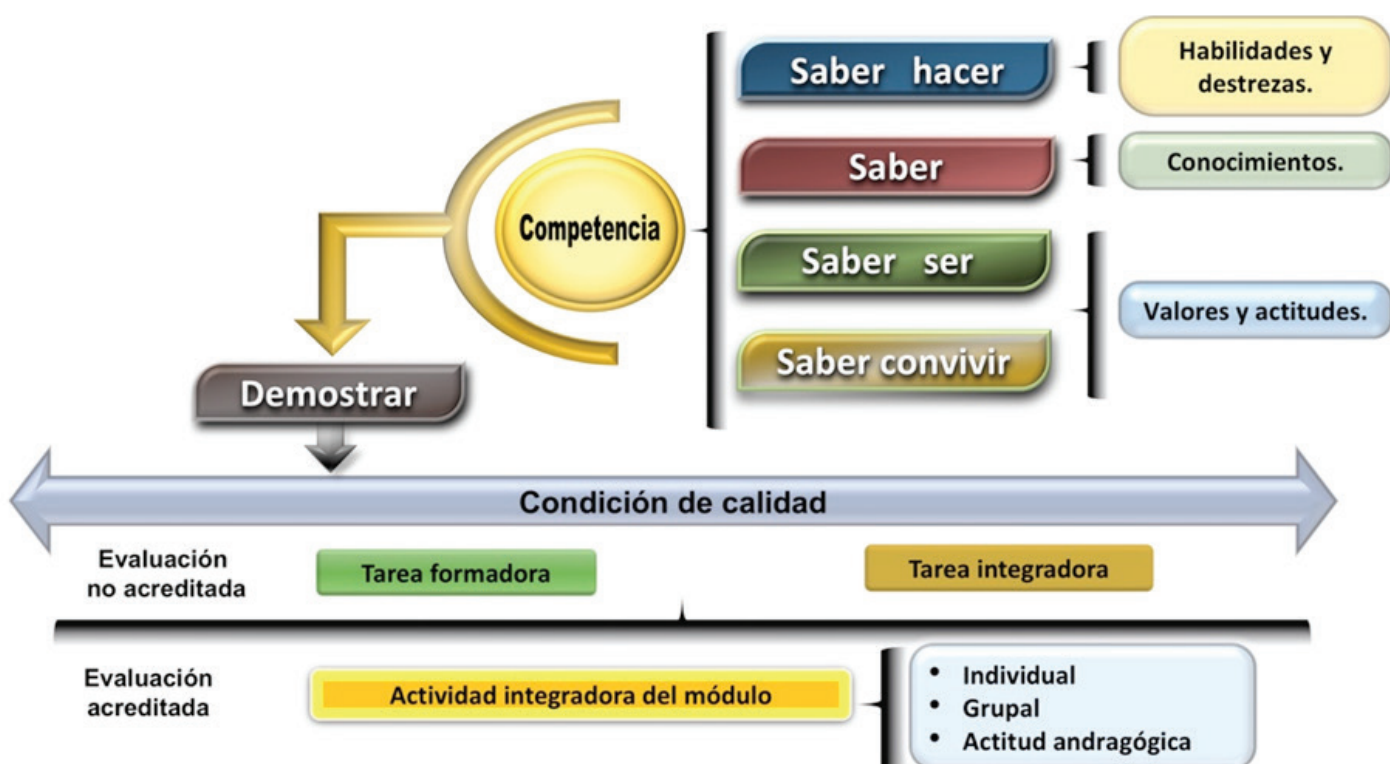 Saber hacer
Habilidades y
destrezas.
Saber
Conocimientos.
Competencia
Saber ser
Valores y actitudes.
Saber convivir
Demostrar
Condición de calidad
Evaluación
no acreditada
Tarea formadora
Tarea integradora
Evaluación
acreditada
Actividad integradora del módulo
• Individual
• Grupal
• Actitud andragógica